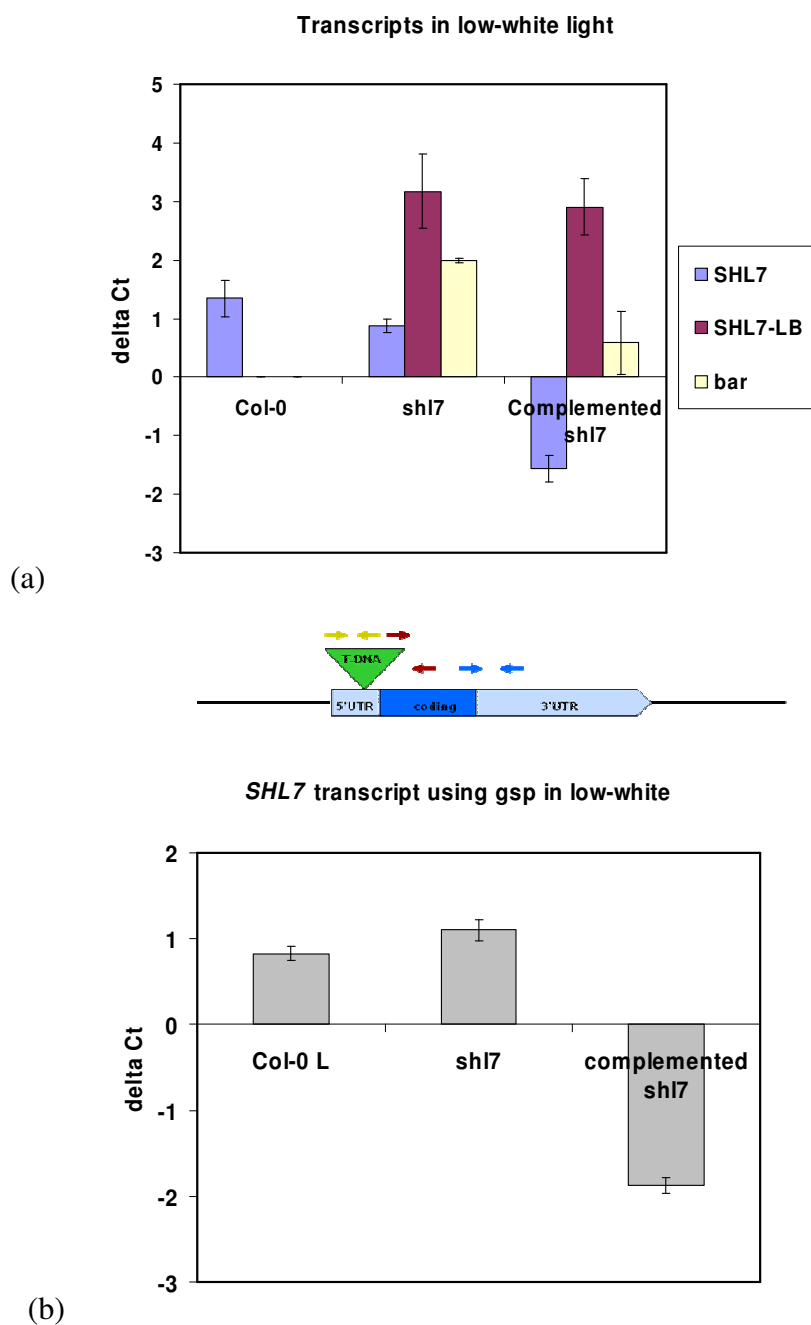 Transcripts in low-white light
5
4
3
2
1
0
-1
-2
-3
delta Ct
Col-0
shl7
Complemented
shl7
SHL7
SHL7-LB
bar
(a)
T-DNA
5'UTR
coding
3'UTR
SHL7 transcript using gsp in low-white
2
1
0
-1
-2
-3
delta Ct
Col-0 L
shl7
complemented
shl7
(b)